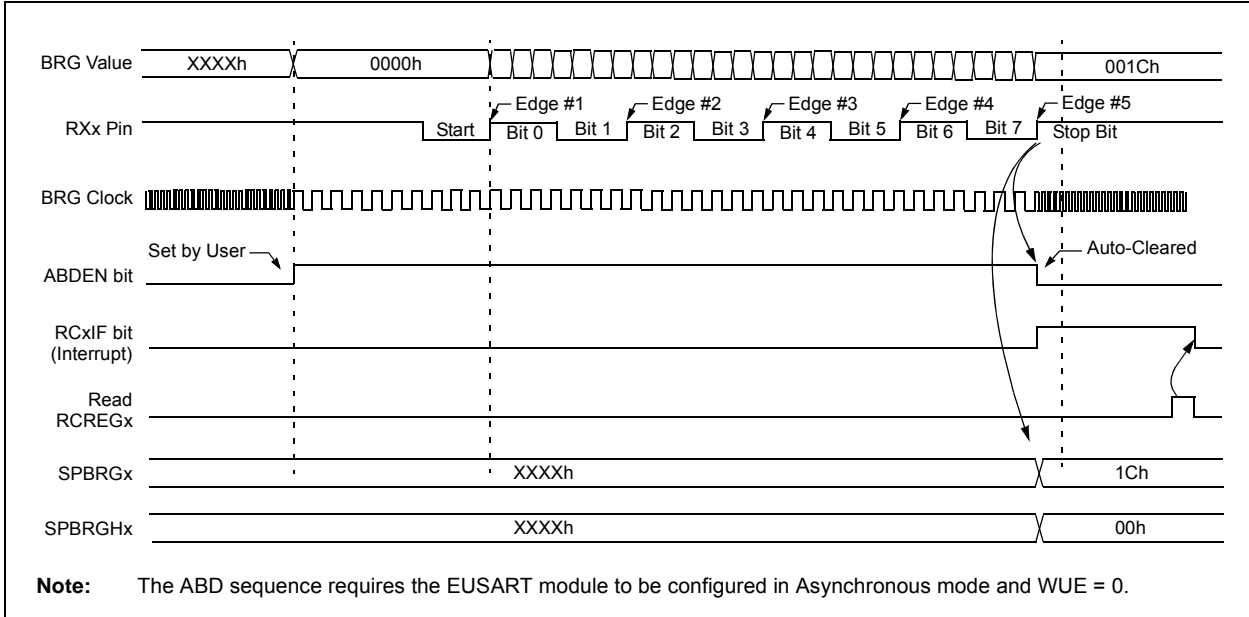 BRG Value XXXXh 0000h 001Ch
Edge #1 Edge #2 Edge #3 Edge #4 Edge #5
RXx Pin Start Bit 0 Bit 1 Bit 2 Bit 3 Bit 4 Bit 5 Bit 6 Bit 7 Stop Bit
BRG Clock
Set by User Auto-Cleared
ABDEN bit
RCxIF bit
(Interrupt)
Read
RCREGx
SPBRGx XXXXh 1Ch
SPBRGHx XXXXh 00h
Note: The ABD sequence requires the EUSART module to be configured in Asynchronous mode and WUE = 0.